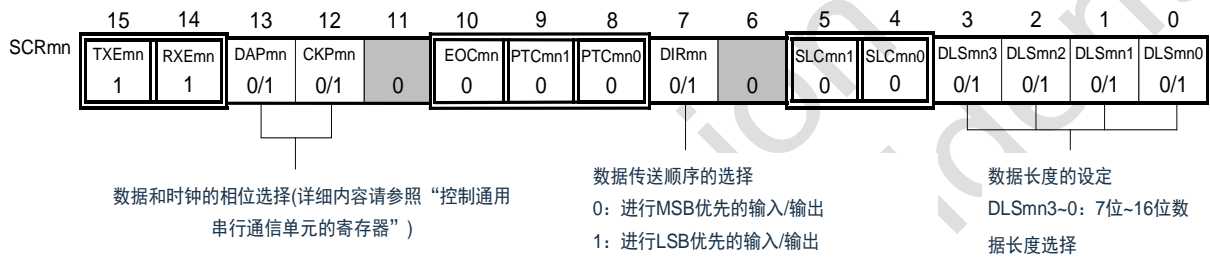 15 14 13 12 11 10 9 8 7 6 5 4 3 2 1 0
SCRmn TXEmn RXEmn DAPmn CKPmn EOCmn PTCmn1 PTCmn0 DIRmn SLCmn1 SLCmn0 DLSmn3 DLSmn2 DLSmn1 DLSmn0
1 1 0/1 0/1 0 0 0 0 0/1 0 0 0 0/1 0/1 0/1 0/1
数据和时钟的相位选择(详细内容请参照“控制通用
串行通信单元的寄存器”)
数据传送顺序的选择
0：进行MSB优先的输入/输出
1：进行LSB优先的输入/输出
数据长度的设定
DLSmn3~0：7位~16位数
据长度选择